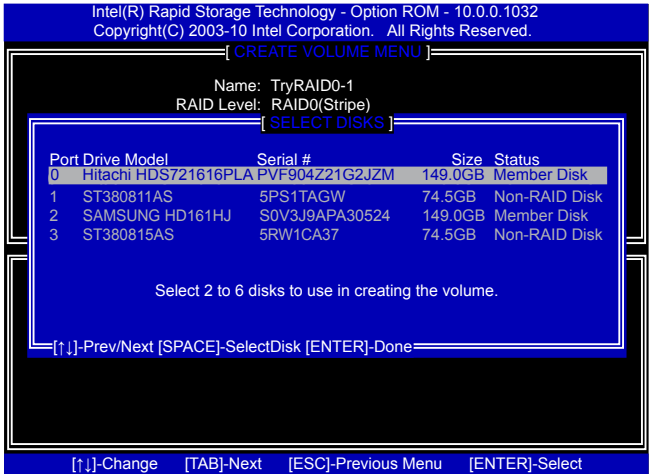 Intel(R) Rapid Storage Technology - Option ROM - 10.0.0.1032
Copyright(C) 2003-10 Intel Corporation. All Rights Reserved.
[ CREATE VOLUME MENU ]
Name: TryRAID0-1
RAID Level: RAID0(Stripe)
[ SELECT DISKS ]
Port Drive Model Serial # Size Status
0 Hitachi HDS721616PLA PVF904Z21G2JZM 149.0GB Member Disk
1 ST380811AS 5PS1TAGW 74.5GB Non-RAID Disk
2 SAMSUNG HD161HJ S0V3J9APA30524 149.0GB Member Disk
3 ST380815AS 5RW1CA37 74.5GB Non-RAID Disk
Select 2 to 6 disks to use in creating the volume.
[↑↓]-Prev/Next [SPACE]-SelectDisk [ENTER]-Done
[↑↓]-Change [TAB]-Next [ESC]-Previous Menu [ENTER]-Select